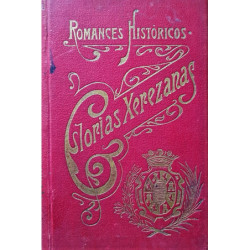 ROMANCES HISTÓRICOS
Glorias Xerezanas